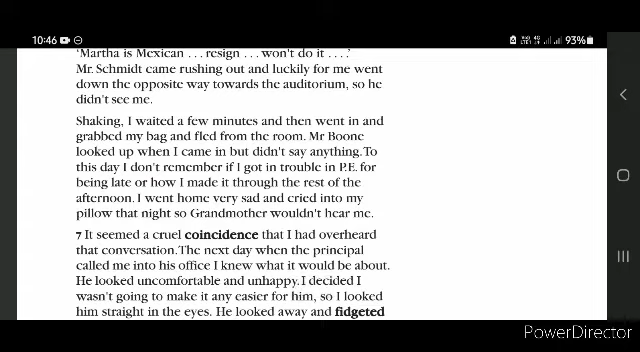 10:46
93%
'Martha is Mexican . . . resign . . . won't do it . . . .'
Mr. Schmidt came rushing out and luckily for me went
down the opposite way towards the auditorium, so he
didn't see me.
Shaking, I waited a few minutes and then went in and
grabbed my bag and fled from the room. Mr Boone
looked up when I came in but didn't say anything. To
this day I don't remember if I got in trouble in P.E. for
being late or how I made it through the rest of the
afternoon. I went home very sad and cried into my
pillow that night so Grandmother wouldn't hear me.
7 It seemed a cruel coincidence that I had overheard
that conversation. The next day when the principal
called me into his office I knew what it would be about.
He looked uncomfortable and unhappy. I decided I
wasn't going to make it any easier for him, so I looked
him straight in the eyes. He looked away and fidgeted
PowerDirector